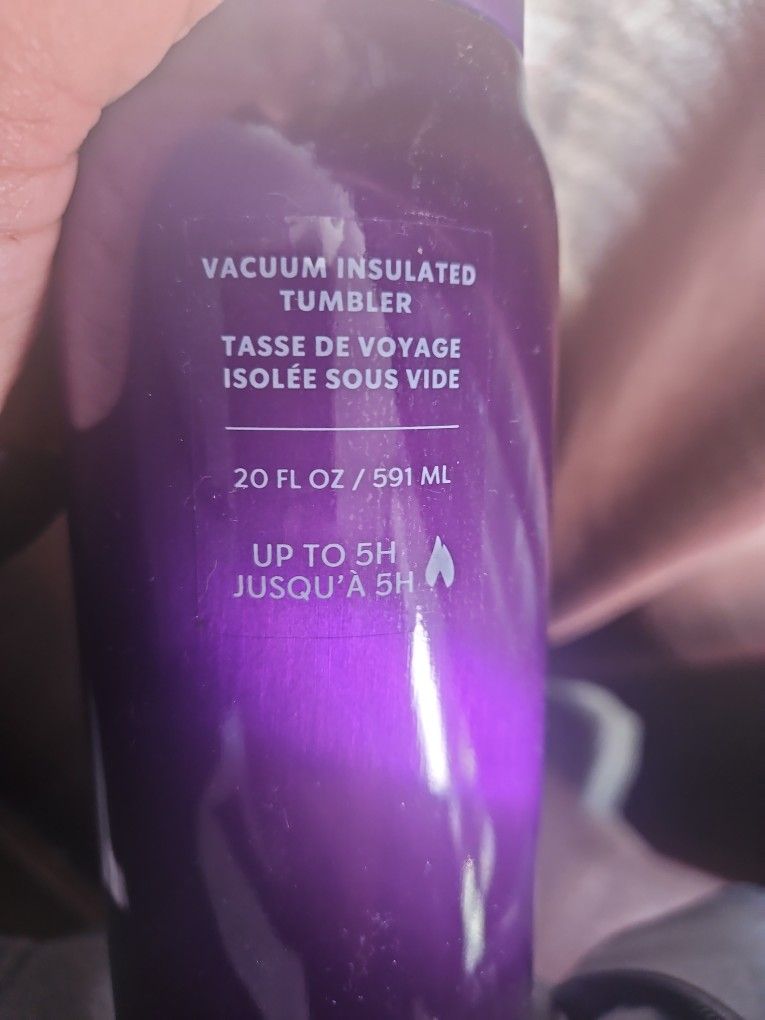 VACUUM INSULATED
TUMBLER
TASSE DE VOYAGE
ISOLÉE SOUS VIDE
20 FL OZ / 591 ML
UP TO 5H
JUSQU'À 5H